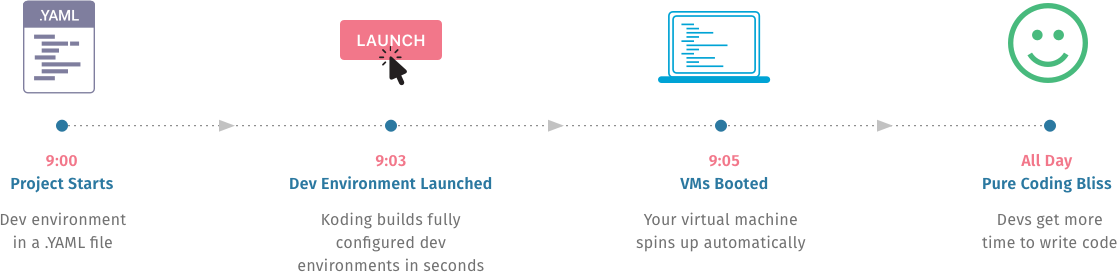 .YAML
LAUNCH
9:00
Project Starts
Dev environment
in a .YAML file
9:03
Dev Environment Launched
Koding builds fully
configured dev
environments in seconds
9:05
VMs Booted
Your virtual machine
spins up automatically
All Day
Pure Coding Bliss
Devs get more
time to write code